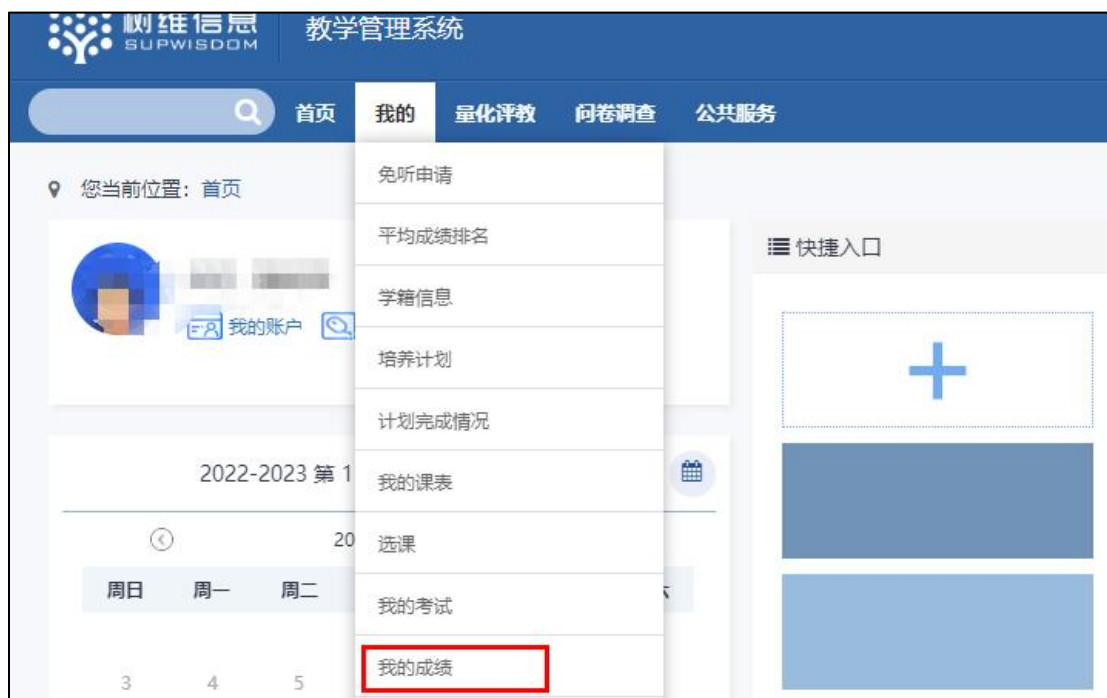 树维信息
SUPWISDOM
教学管理系统
首页 我的 量化评教 问卷调查 公共服务
您当前位置：首页
免听申请
平均成绩排名
学籍信息
培养计划
计划完成情况
我的课表
选课
我的考试
我的成绩
我的账户
2022-2023 第 1
20
周日 周一 周二
3 4 5
快捷入口